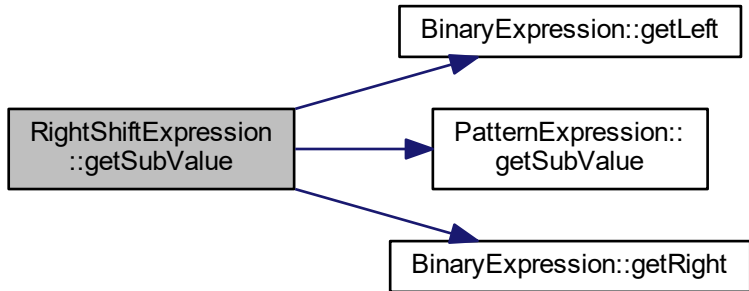 BinaryExpression::getLeft
RightShiftExpression
::getSubValue
PatternExpression::
getSubValue
BinaryExpression::getRight